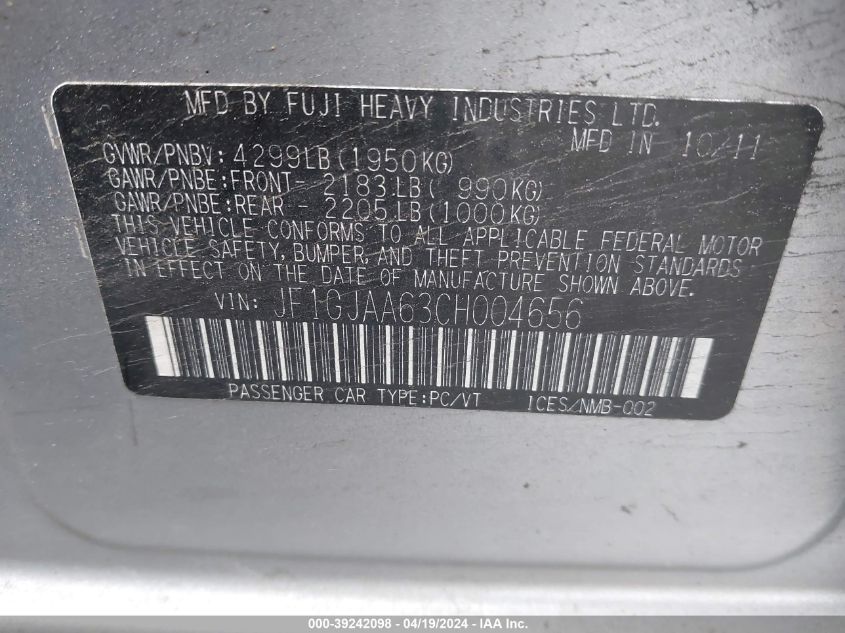 MFD BY FUJI HEAVY INDUSTRIES LTD.
MFD IN 10/11
GVWR/PNBV: 4299LB(1950KG)
GAWR/PNBE:FRONT- 2183LB( 990KG)
GAWR/PNBE:REAR - 2205LB(1000KG)
THIS VEHICLE CONFORMS TO ALL APPLICABLE FEDERAL MOTOR
VEHICLE SAFETY, BUMPER, AND THEFT PREVENTION STANDARDS
IN EFFECT ON THE DATE OF MANUFACTURE SHOWN ABOVE.
VIN: JF1GJAA63CH004656
PASSENGER CAR TYPE:PC/VT ICES/NMB-002
000-39242098 - 04/19/2024 - IAA Inc.